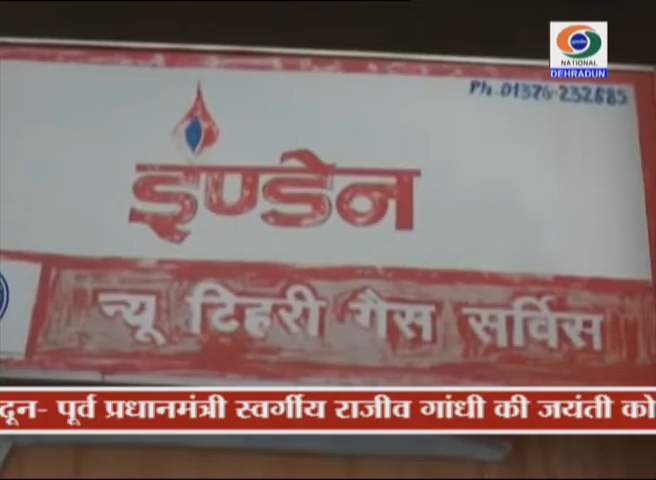 NATIONAL
DEHRADUN
Ph. 01376-232685
इण्डेन
न्यू टिहरी गैस सर्विस
दून- पूर्व प्रधानमंत्री स्वर्गीय राजीव गांधी की जयंती को